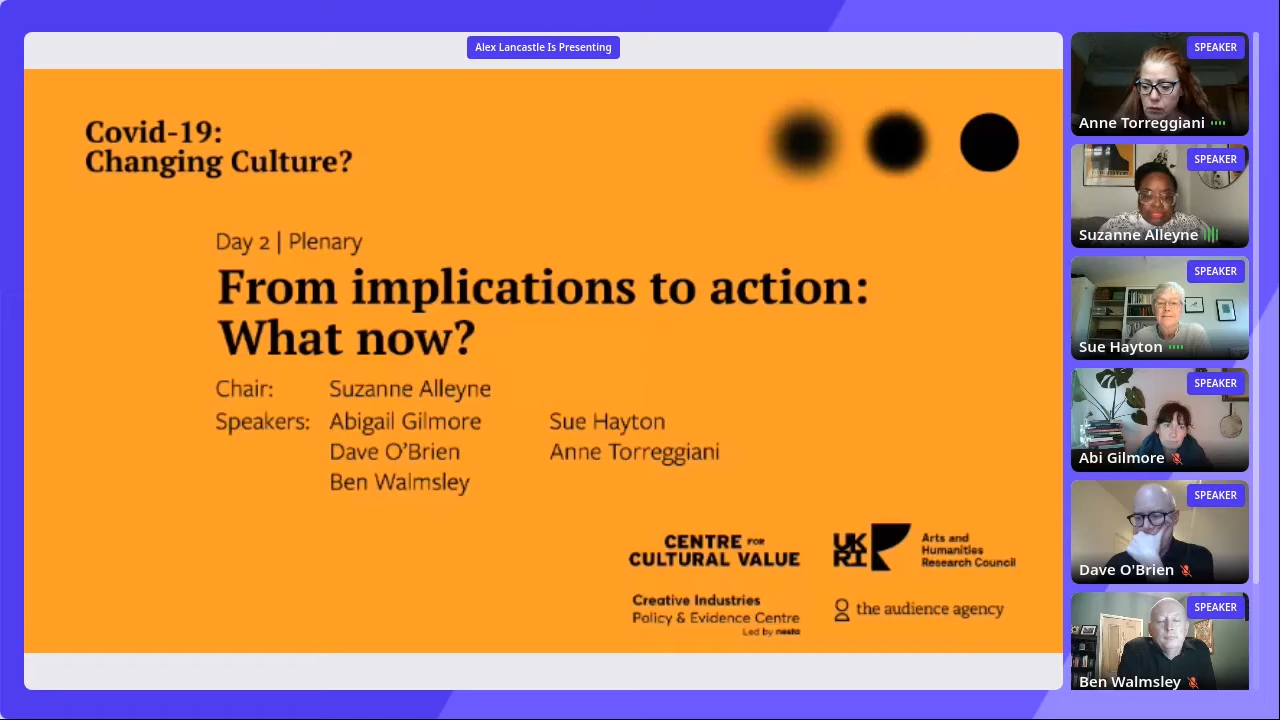 Alex Lancastle Is Presenting
Covid-19:
Changing Culture?
Day 2 | Plenary
From implications to action:
What now?
Chair: Suzanne Alleyne
Speakers: Abigail Gilmore Sue Hayton
Dave O'Brien Anne Torreggiani
Ben Walmsley
CENTRE FOR
CULTURAL VALUE
UK
RI
Arts and
Humanities
Research Council
Creative Industries
Policy & Evidence Centre
Led by nesta
the audience agency
SPEAKER
Anne Torreggiani
SPEAKER
Suzanne Alleyne
SPEAKER
Sue Hayton
SPEAKER
Abi Gilmore
SPEAKER
Dave O'Brien
SPEAKER
Ben Walmsley